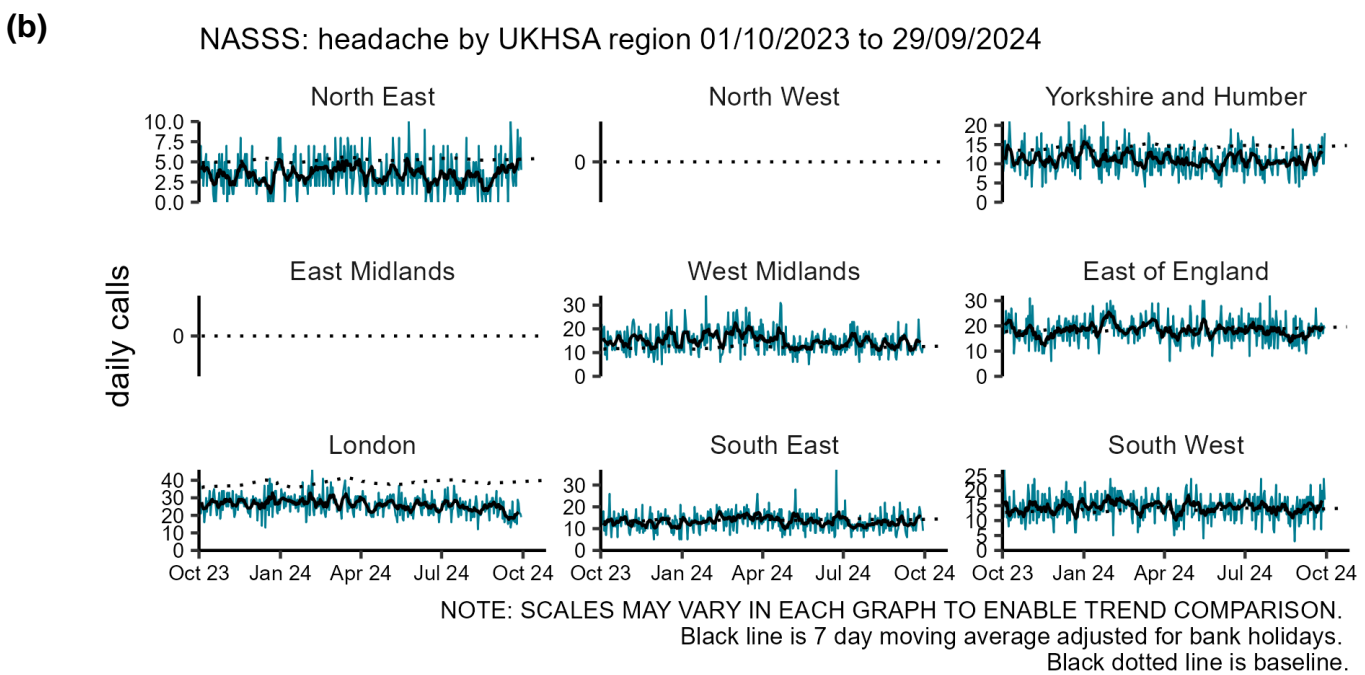 (b)
NASSS: headache by UKHSA region 01/10/2023 to 29/09/2024
daily calls
North East
10.0
7.5
5.0
2.5
0.0
North West
0
Yorkshire and Humber
20
15
10
5
0
East Midlands
0
West Midlands
30
20
10
0
East of England
30
20
10
0
London
40
30
20
10
0
Oct 23 Jan 24 Apr 24 Jul 24 Oct 24
South East
30
20
10
0
Oct 23 Jan 24 Apr 24 Jul 24 Oct 24
South West
25
20
15
10
5
0
Oct 23 Jan 24 Apr 24 Jul 24 Oct 24
NOTE: SCALES MAY VARY IN EACH GRAPH TO ENABLE TREND COMPARISON.
Black line is 7 day moving average adjusted for bank holidays.
Black dotted line is baseline.